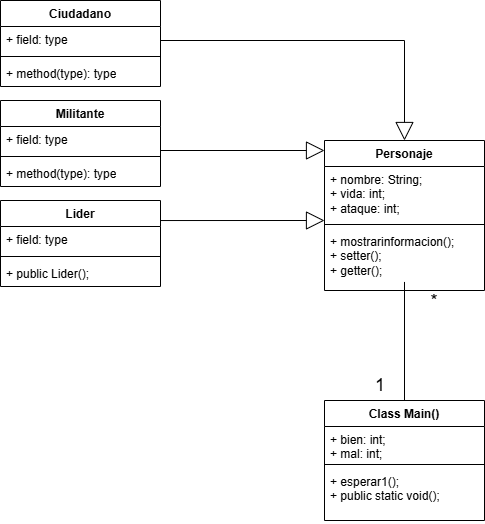 Ciudadano
+ field: type
+ method(type): type
Militante
+ field: type
+ method(type): type
Lider
+ field: type
+ public Lider();
Personaje
+ nombre: String;
+ vida: int;
+ ataque: int;
+ mostrarinformacion();
+ setter();
+ getter();
*
1
Class Main()
+ bien: int;
+ mal: int;
+ esperar1();
+ public static void();